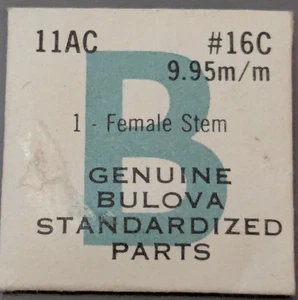 11AC #16C
9.95m/m
1 - Female Stem
B
GENUINE
BULOVA
STANDARDIZED
PARTS